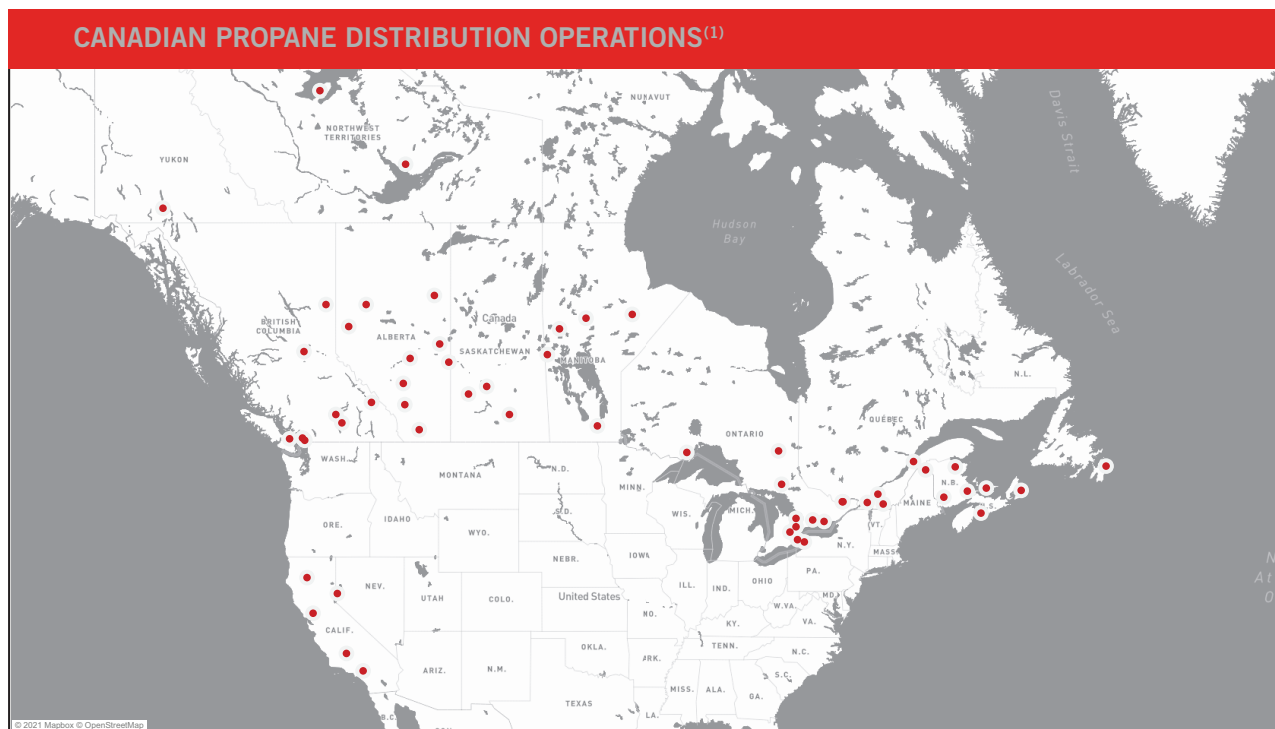 CANADIAN PROPANE DISTRIBUTION OPERATIONS(1)
NUNAVUT
Davis Strait
NORTHWEST
TERRITORIES
YUKON
Hudson
Bay
Labrador Sea
BRITISH
COLUMBIA
Canada
ALBERTA
SASKATCHEWAN
MANITOBA
N.L.
QUÉBEC
ONTARIO
WASH.
MONTANA
N.D.
MINN.
N.B.
N.S.
MAINE
ORE.
IDAHO
S.D.
WIS.
MICH.
VT.
WYO.
N.Y.
MASS.
NEBR.
IOWA
PA.
NEV.
UTAH
COLO.
United States
ILL.
IND.
OHIO
MD.
MO.
W.VA.
KY.
VA.
CALIF.
OKLA.
TENN.
N.C.
ARIZ.
N.M.
ARK.
S.C.
TEXAS
MISS.
ALA.
GA.
LA.
B.C.
© 2021 Mapbox © OpenStreetMap